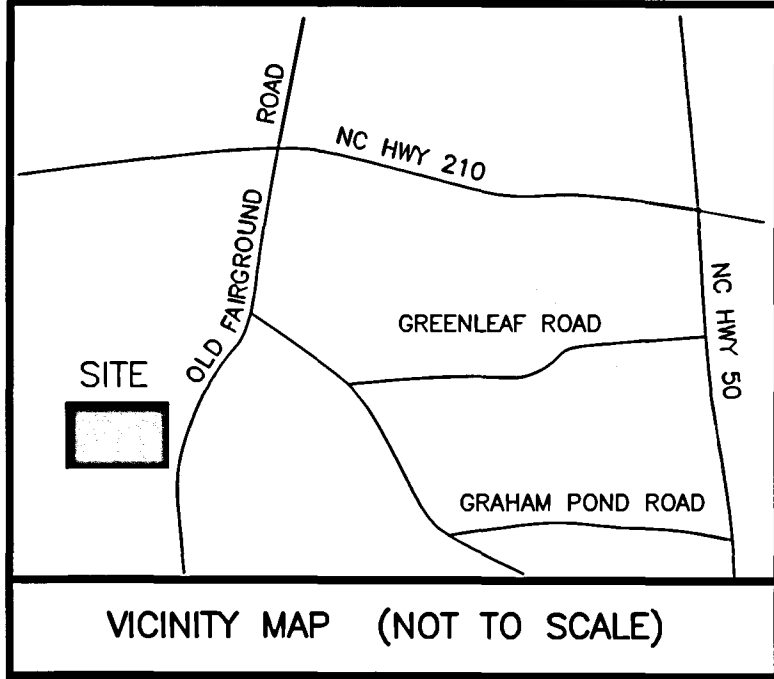 ROAD
NC HWY 210
OLD FAIRGROUND
NC HWY 50
GREENLEAF ROAD
SITE
GRAHAM POND ROAD
VICINITY MAP (NOT TO SCALE)